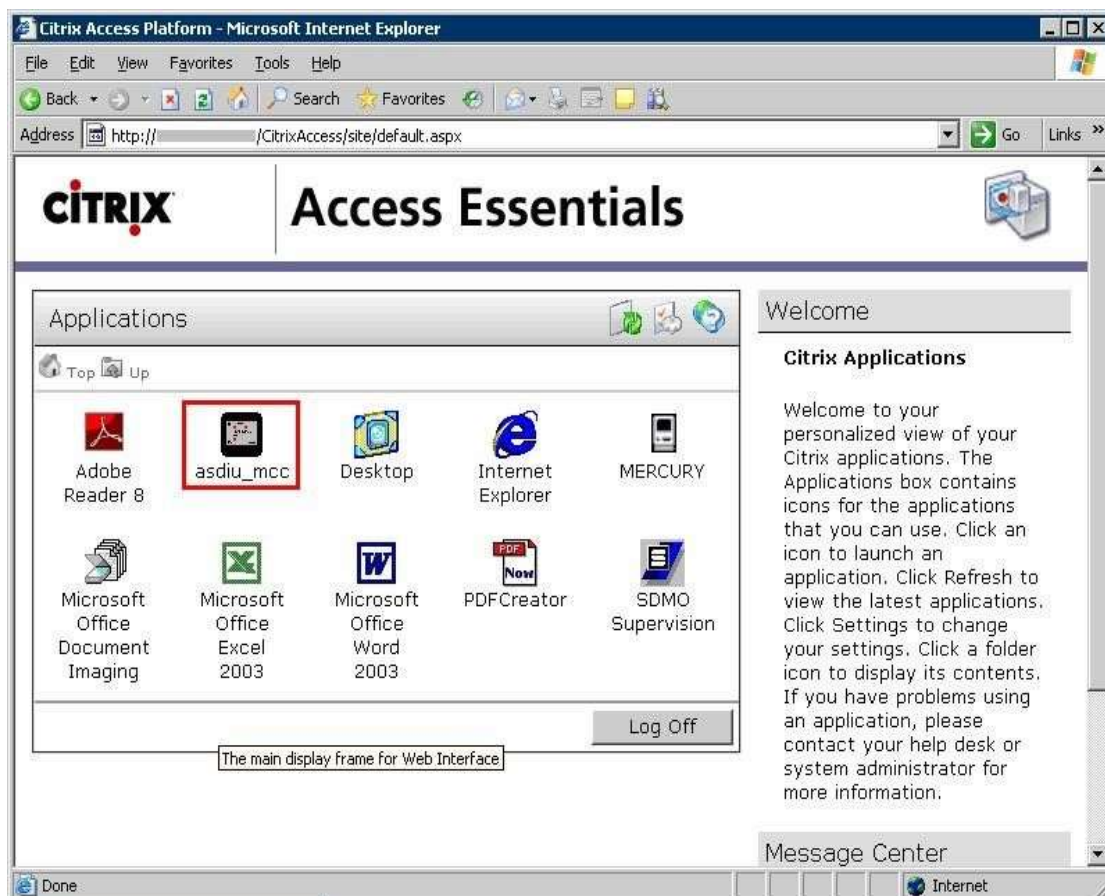 Citrix Access Platform - Microsoft Internet Explorer
File Edit View Favorites Tools Help
Back Search Favorites
Address http:// /CitrixAccess/site/default.aspx Go Links »
CITRIX Access Essentials
Applications
Top Up
Adobe
Reader 8
asdiu_mcc
Desktop
Internet
Explorer
MERCURY
Microsoft
Office
Document
Imaging
Microsoft
Office
Excel
2003
Microsoft
Office
Word
2003
PDF
Now
PDFCreator
SDMO
Supervision
Log Off
The main display frame for Web Interface
Welcome
Citrix Applications
Welcome to your
personalized view of your
Citrix applications. The
Applications box contains
icons for the applications
that you can use. Click an
icon to launch an
application. Click Refresh to
view the latest applications.
Click Settings to change
your settings. Click a folder
icon to display its contents.
If you have problems using
an application, please
contact your help desk or
system administrator for
more information.
Message Center
Done Internet